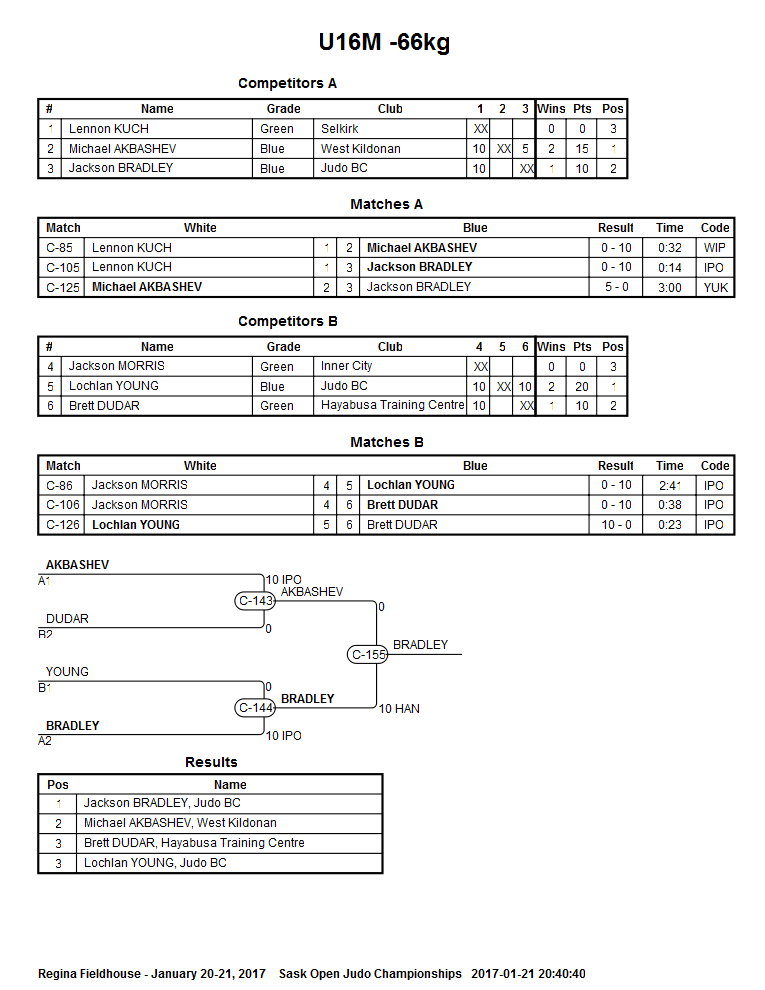 U16M -66kg
Competitors A
# Name Grade Club 1 2 3 Wins Pts Pos
1 Lennon KUCH Green Selkirk XX 0 0 3
2 Michael AKBASHEV Blue West Kildonan 10 XX 5 2 15 1
3 Jackson BRADLEY Blue Judo BC 10 XX 1 10 2
Matches A
Match White Blue Result Time Code
C-85 Lennon KUCH 1 2 Michael AKBASHEV 0 - 10 0:32 WIP
C-105 Lennon KUCH 1 3 Jackson BRADLEY 0 - 10 0:14 IPO
C-125 Michael AKBASHEV 2 3 Jackson BRADLEY 5 - 0 3:00 YUK
Competitors B
# Name Grade Club 4 5 6 Wins Pts Pos
4 Jackson MORRIS Green Inner City XX 0 0 3
5 Lochlan YOUNG Blue Judo BC 10 XX 10 2 20 1
6 Brett DUDAR Green Hayabusa Training Centre 10 XX 1 10 2
Matches B
Match White Blue Result Time Code
C-86 Jackson MORRIS 4 5 Lochlan YOUNG 0 - 10 2:41 IPO
C-106 Jackson MORRIS 4 6 Brett DUDAR 0 - 10 0:38 IPO
C-126 Lochlan YOUNG 5 6 Brett DUDAR 10 - 0 0:23 IPO
AKBASHEV
A1 10 IPO
C-143 AKBASHEV
0
DUDAR
B2 0
C-155 BRADLEY
YOUNG
B1 0
C-144 BRADLEY
10 HAN
BRADLEY
A2 10 IPO
Results
Pos Name
1 Jackson BRADLEY, Judo BC
2 Michael AKBASHEV, West Kildonan
3 Brett DUDAR, Hayabusa Training Centre
3 Lochlan YOUNG, Judo BC
Regina Fieldhouse - January 20-21, 2017 Sask Open Judo Championships 2017-01-21 20:40:40